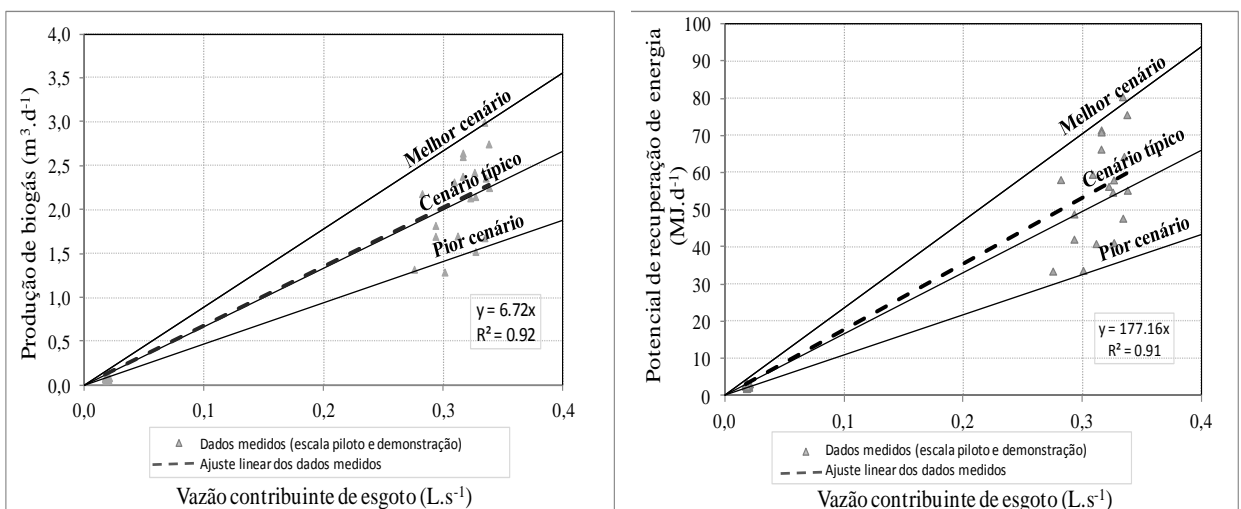 Produção de biogás (m³.d⁻¹)
4,0
3,5
3,0
2,5
2,0
1,5
1,0
0,5
0,0
Melhor cenário
Cenário típico
Pior cenário
y = 6.72x
R² = 0.92
0,0 0,1 0,2 0,3 0,4
Dados medidos (escala piloto e demonstração)
Ajuste linear dos dados medidos
Vazão contribuinte de esgoto (L.s⁻¹)
Potencial de recuperação de energia
(MJ.d⁻¹)
100
90
80
70
60
50
40
30
20
10
0
Melhor cenário
Cenário típico
Pior cenário
y = 177.16x
R² = 0.91
0,0 0,1 0,2 0,3 0,4
Dados medidos (escala piloto e demonstração)
Ajuste linear dos dados medidos
Vazão contribuinte de esgoto (L.s⁻¹)